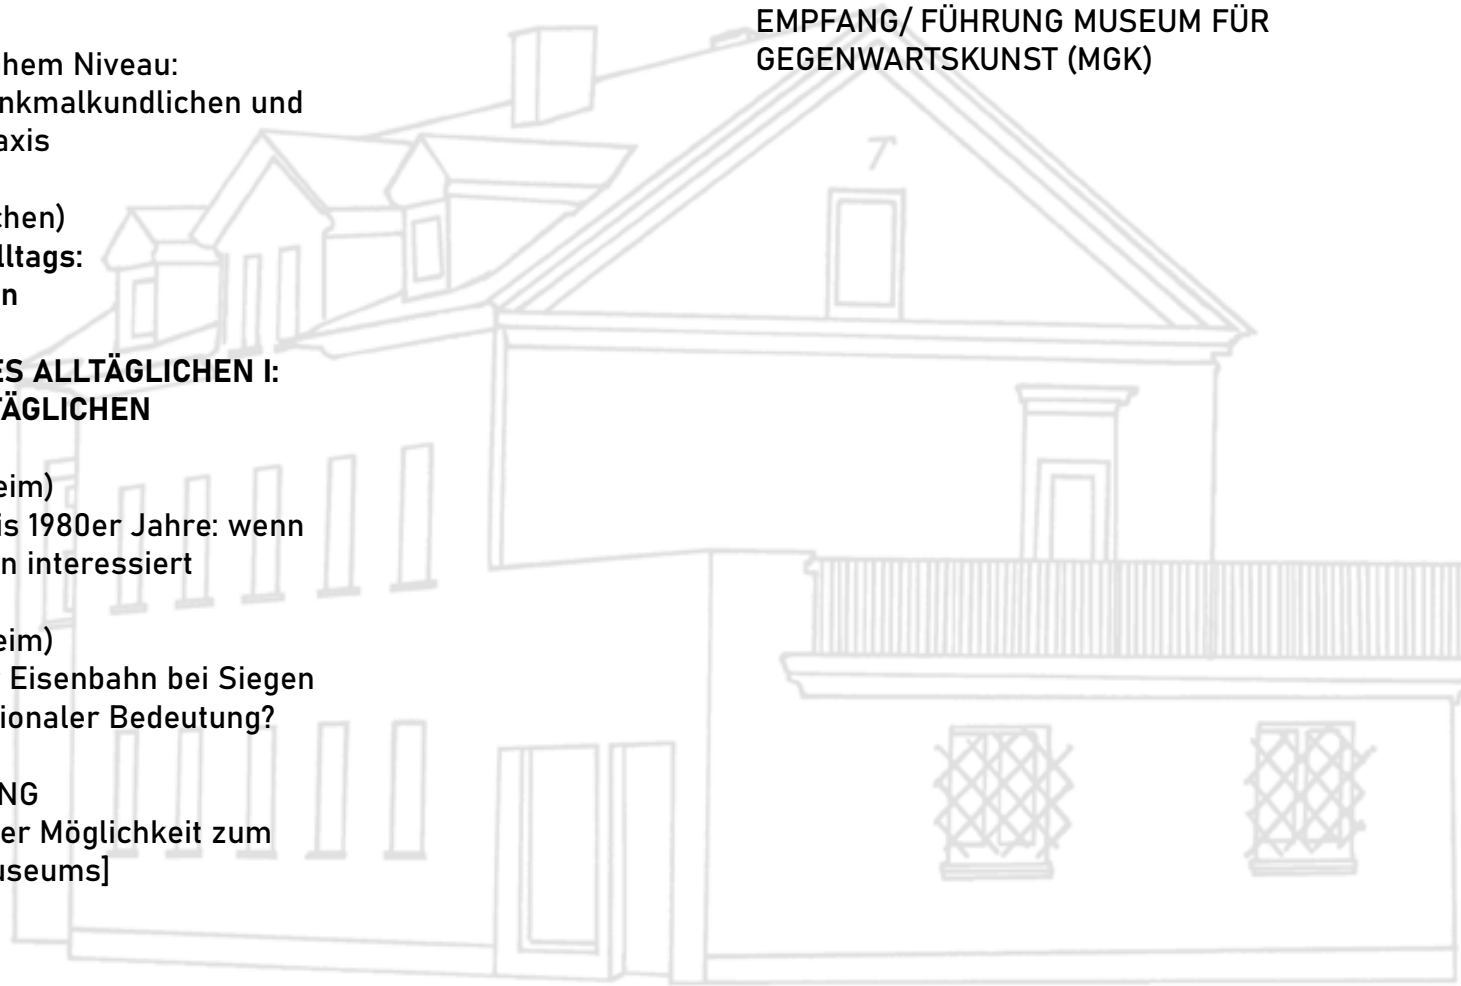 hem Niveau:
nkmalkundlichen und
axis
chen)
lltags:
n
ES ALLTÄGLICHEN I:
TÄGLICHEN
eim)
is 1980er Jahre: wenn
n interessiert
eim)
Eisenbahn bei Siegen
ionaler Bedeutung?
NG
er Möglichkeit zum
useums]
EMPFANG/ FÜHRUNG MUSEUM FÜR
GEGENWARTSKUNST (MGK)